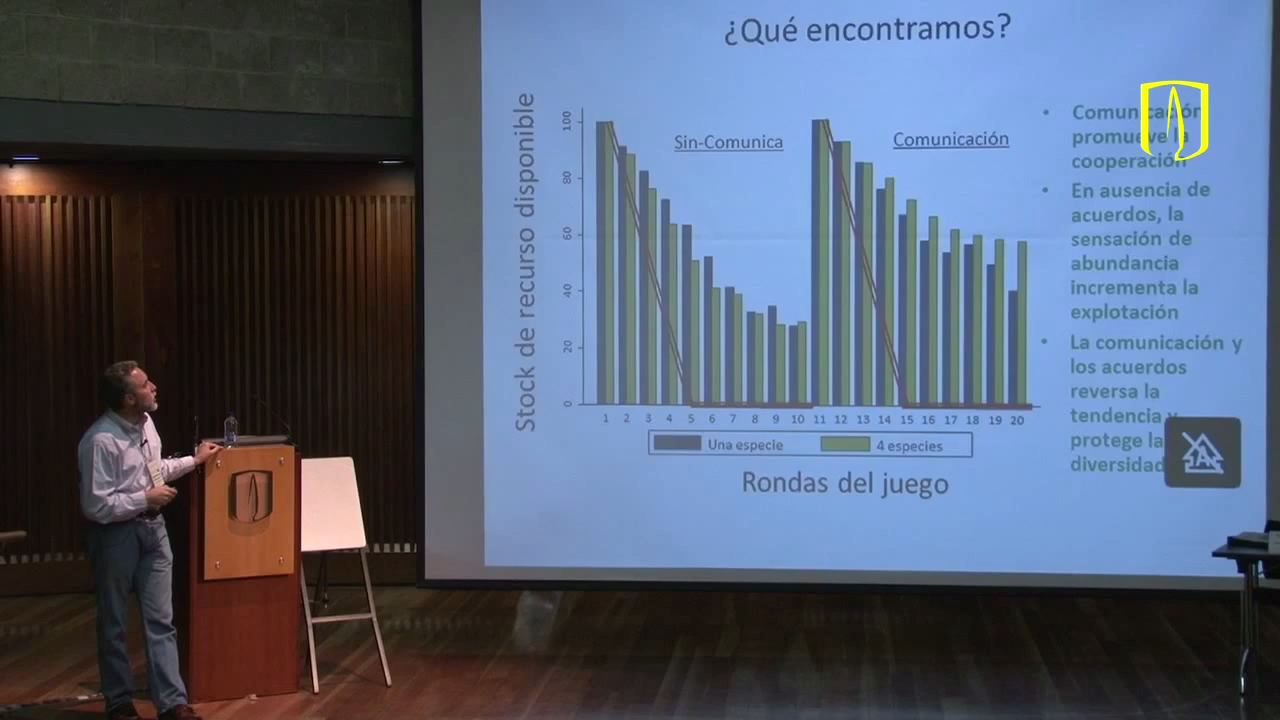 ¿Qué encontramos?
Stock de recurso disponible
100
80
60
40
20
0
Sin-Comunica
Comunicación
1 2 3 4 5 6 7 8 9 10 11 12 13 14 15 16 17 18 19 20
Una especie
4 especies
Rondas del juego
• Comunicación
promueve la
cooperación
• En ausencia de
acuerdos, la
sensación de
abundancia
incrementa la
explotación
• La comunicación y
los acuerdos
reversa la
tendencia y
protege la
diversidad
A